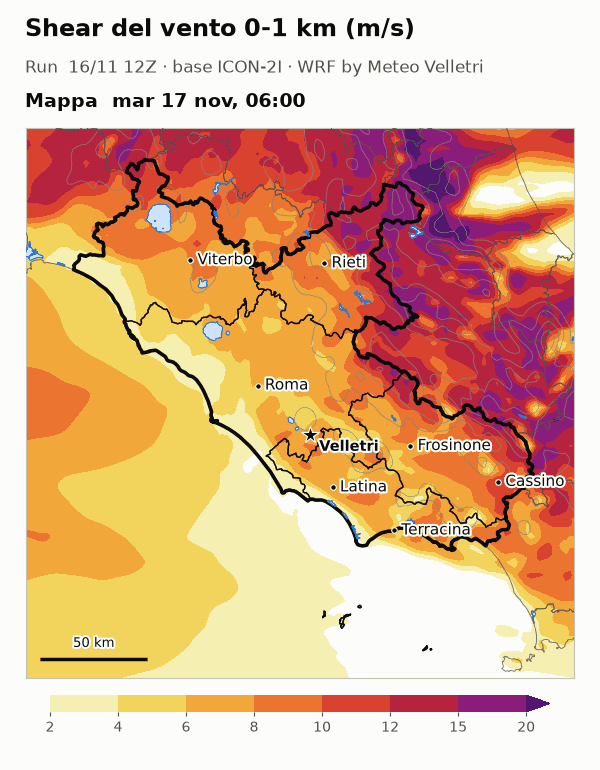 Shear del vento 0-1 km (m/s)
Run  16/11 12Z · base ICON-2I · WRF by Meteo Velletri
Mappa  mar 17 nov, 06:00
Viterbo
Rieti
Roma
Velletri
Frosinone
Latina
Cassino
Terracina
50 km
2 4 6 8 10 12 15 20